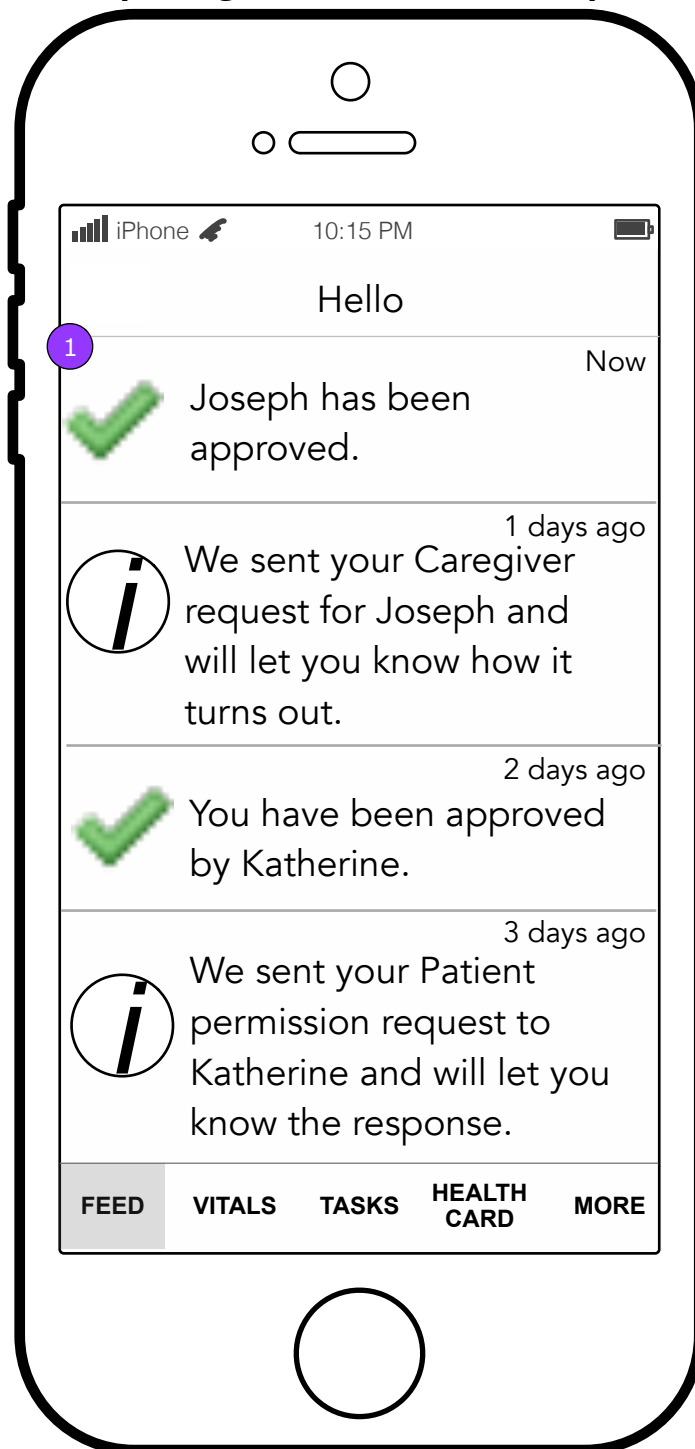 iPhone 10:15 PM
Hello
1
Now
Joseph has been
approved.
1 days ago
We sent your Caregiver
request for Joseph and
will let you know how it
turns out.
2 days ago
You have been approved
by Katherine.
3 days ago
We sent your Patient
permission request to
Katherine and will let you
know the response.
FEED VITALS TASKS HEALTH CARD MORE